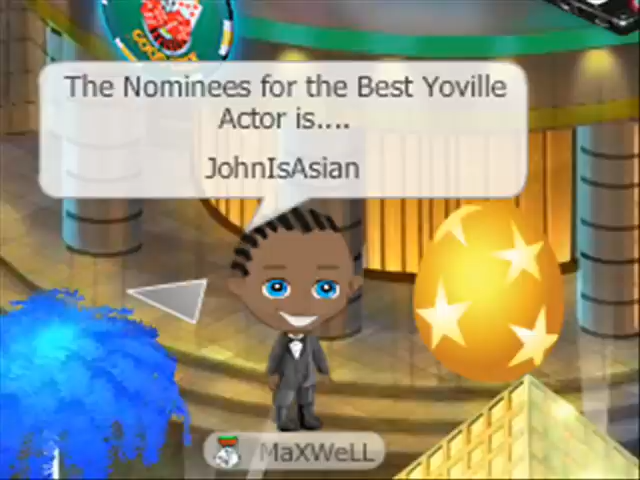 The Nominees for the Best Yoville
Actor is....
JohnIsAsian
MaXWeLL